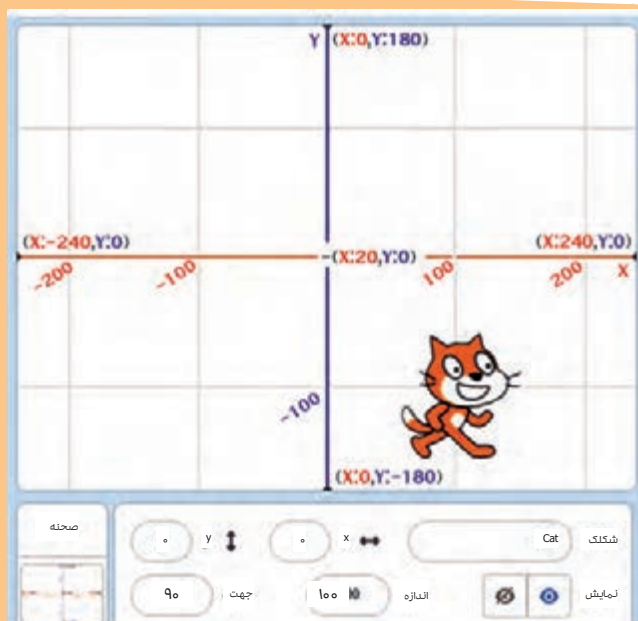 Y (X:0,Y:180)
(X:-240,Y:0) (X:240,Y:0)
-(X:20,Y:0)
-200 -100 100 200 X
-100
(X:0,Y:-180)
صحنه
شکلک Cat x ۰ y ۰
نمایش اندازه ۱۰۰ جهت ۹۰